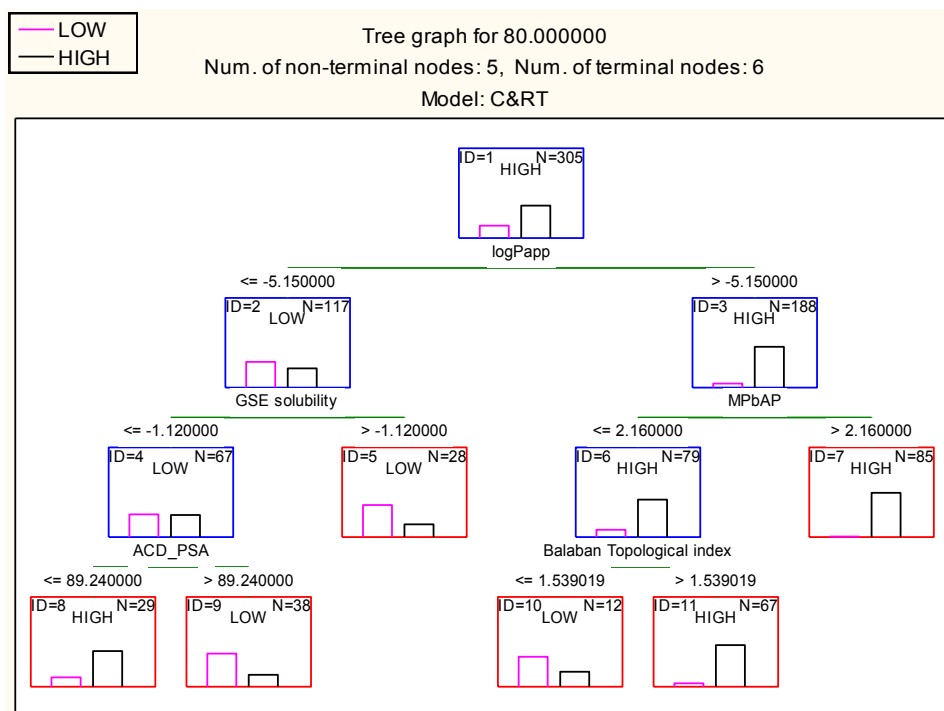 LOW
HIGH
Tree graph for 80.000000
Num. of non-terminal nodes: 5, Num. of terminal nodes: 6
Model: C&RT
ID=1 N=305
HIGH
logPapp
<= -5.150000 > -5.150000
ID=2 N=117 ID=3 N=188
LOW HIGH
GSE solubility MPbAP
<= -1.120000 > -1.120000 <= 2.160000 > 2.160000
ID=4 N=67 ID=5 N=28 ID=6 N=79 ID=7 N=85
LOW LOW HIGH HIGH
ACD_PSA Balaban Topological index
<= 89.240000 > 89.240000 <= 1.539019 > 1.539019
ID=8 N=29 ID=9 N=38 ID=10 N=12 ID=11 N=67
HIGH LOW LOW HIGH